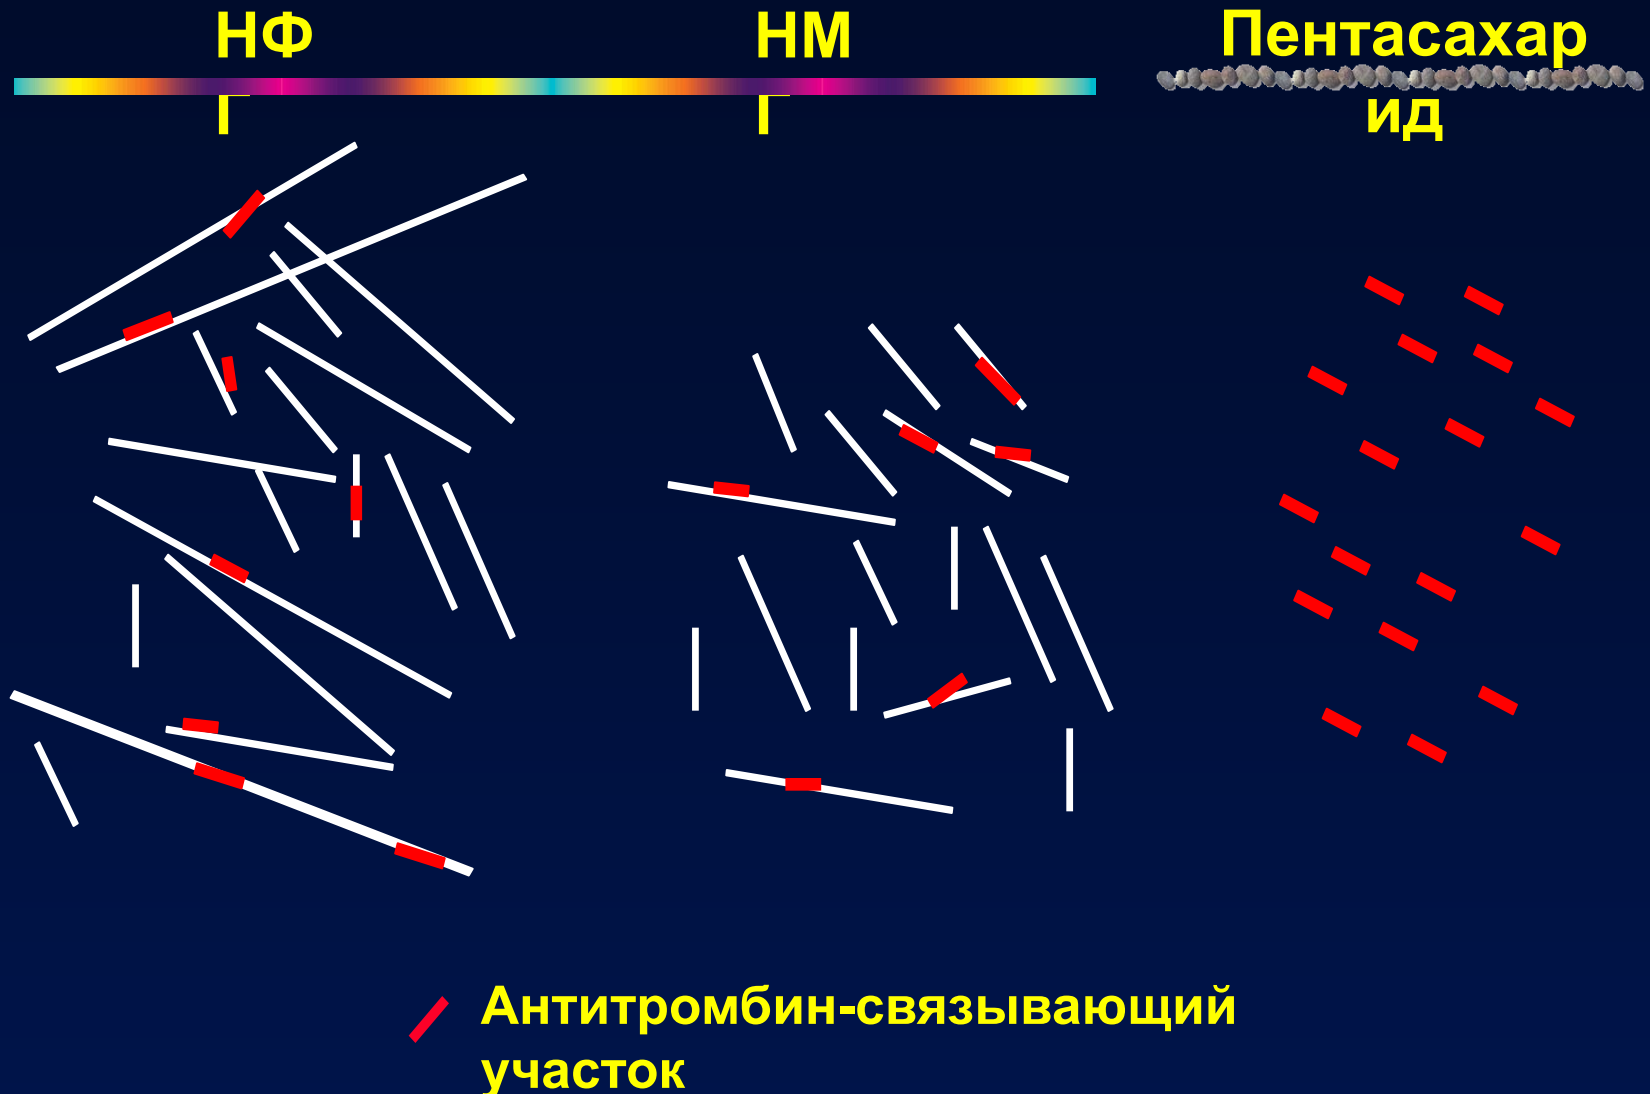 НФ
Г
НМ
Г
Пентасахар
ид
Антитромбин-связывающий
участок